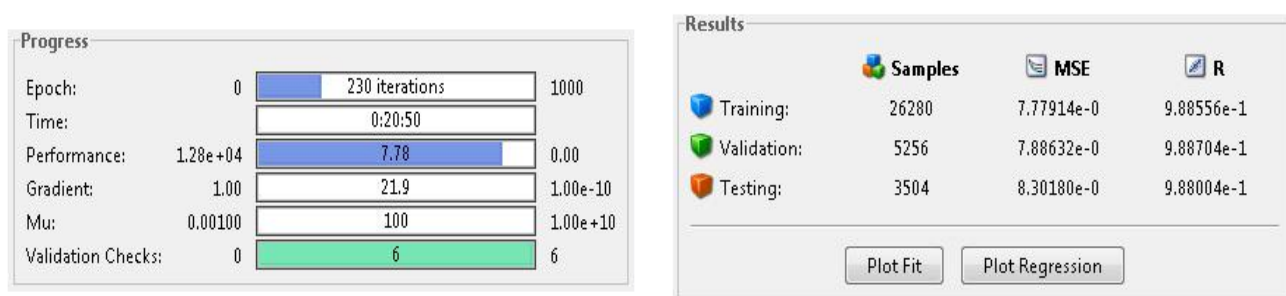 Progress
Epoch: 0 230 iterations 1000
Time: 0:20:50
Performance: 1.28e+04 7.78 0.00
Gradient: 1.00 21.9 1.00e-10
Mu: 0.00100 100 1.00e+10
Validation Checks: 0 6 6
Results
Samples MSE R
Training: 26280 7.77914e-0 9.88556e-1
Validation: 5256 7.88632e-0 9.88704e-1
Testing: 3504 8.30180e-0 9.88004e-1
Plot Fit Plot Regression